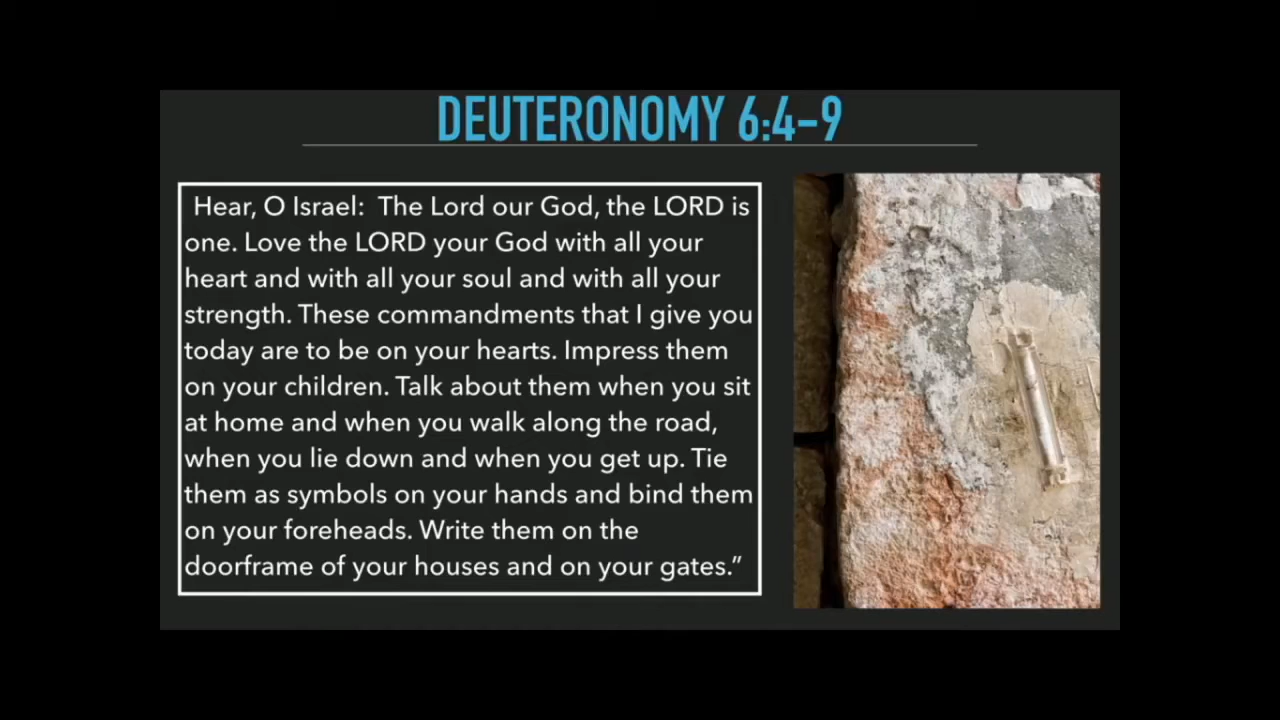 DEUTERONOMY 6:4-9
Hear, O Israel: The Lord our God, the LORD is
one. Love the LORD your God with all your
heart and with all your soul and with all your
strength. These commandments that I give you
today are to be on your hearts. Impress them
on your children. Talk about them when you sit
at home and when you walk along the road,
when you lie down and when you get up. Tie
them as symbols on your hands and bind them
on your foreheads. Write them on the
doorframe of your houses and on your gates.”